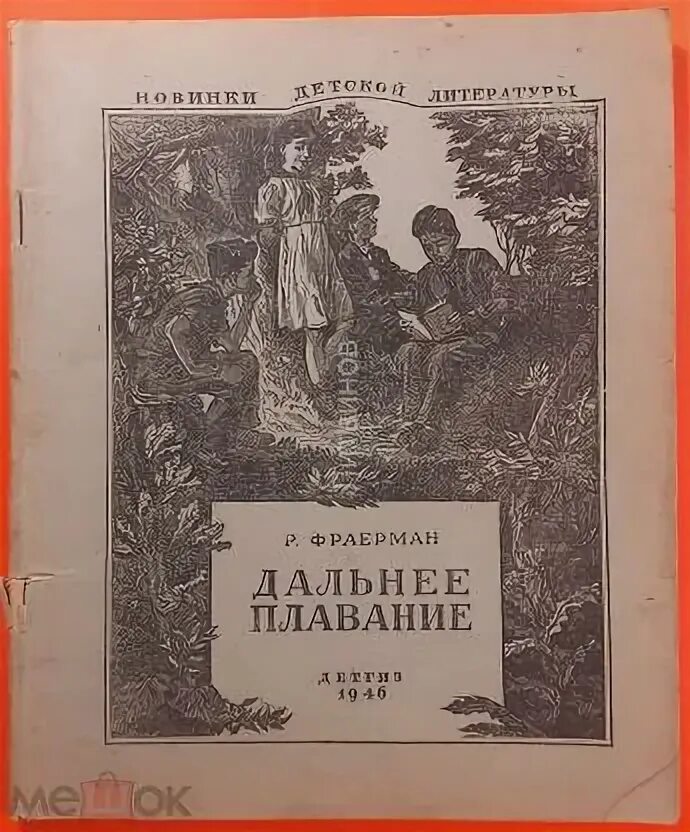 НОВИНКИ ДЕТСКОЙ ЛИТЕРАТУРЫ
Р. ФРАЕРМАН
ДАЛЬНЕЕ
ПЛАВАНИЕ
ДЕТГИЗ
1946
мешок